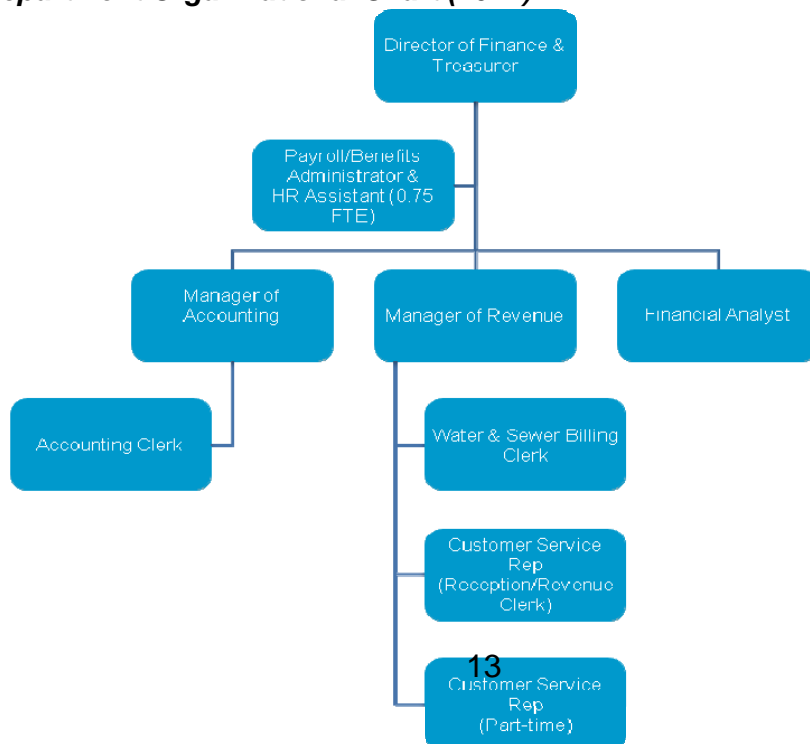 Director of Finance &
Treasurer
Payroll/Benefits
Administrator &
HR Assistant (0.75
FTE)
Manager of
Accounting
Manager of Revenue
Financial Analyst
Accounting Clerk
Water & Sewer Billing
Clerk
Customer Service
Rep
(Reception/Revenue
Clerk)
13
Customer Service
Rep
(Part-time)